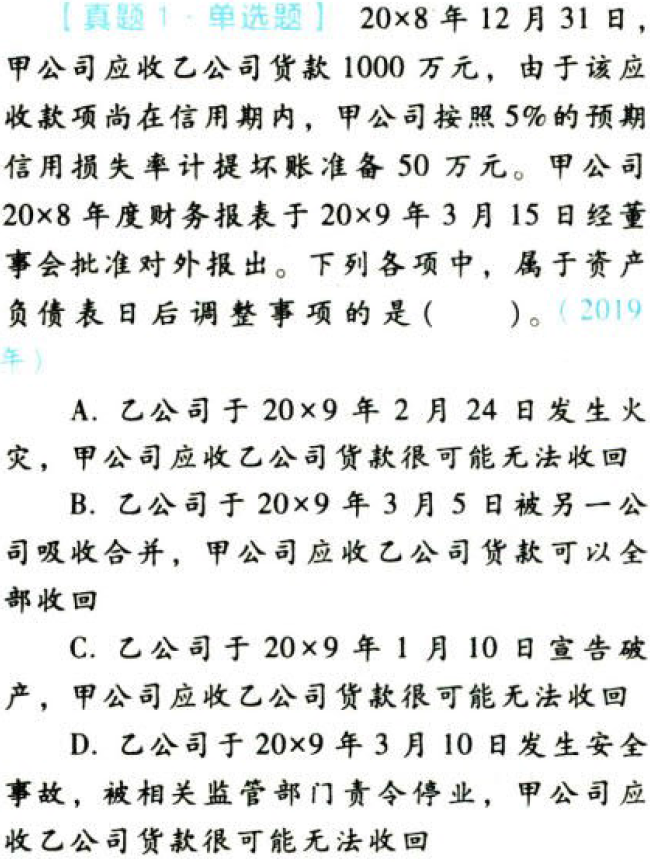 【真题1·单选题】 20×8 年 12 月 31 日，
甲公司应收乙公司货款 1000 万元，由于该应
收款项尚在信用期内，甲公司按照 5%的预期
信用损失率计提坏账准备 50 万元。甲公司
20×8 年度财务报表于 20×9 年 3 月 15 日经董
事会批准对外报出。下列各项中，属于资产
负债表日后调整事项的是(　　)。(2019
年)
A. 乙公司于 20×9 年 2 月 24 日发生火
灾，甲公司应收乙公司货款很可能无法收回
B. 乙公司于 20×9 年 3 月 5 日被另一公
司吸收合并，甲公司应收乙公司货款可以全
部收回
C. 乙公司于 20×9 年 1 月 10 日宣告破
产，甲公司应收乙公司货款很可能无法收回
D. 乙公司于 20×9 年 3 月 10 日发生安全
事故，被相关监管部门责令停业，甲公司应
收乙公司货款很可能无法收回